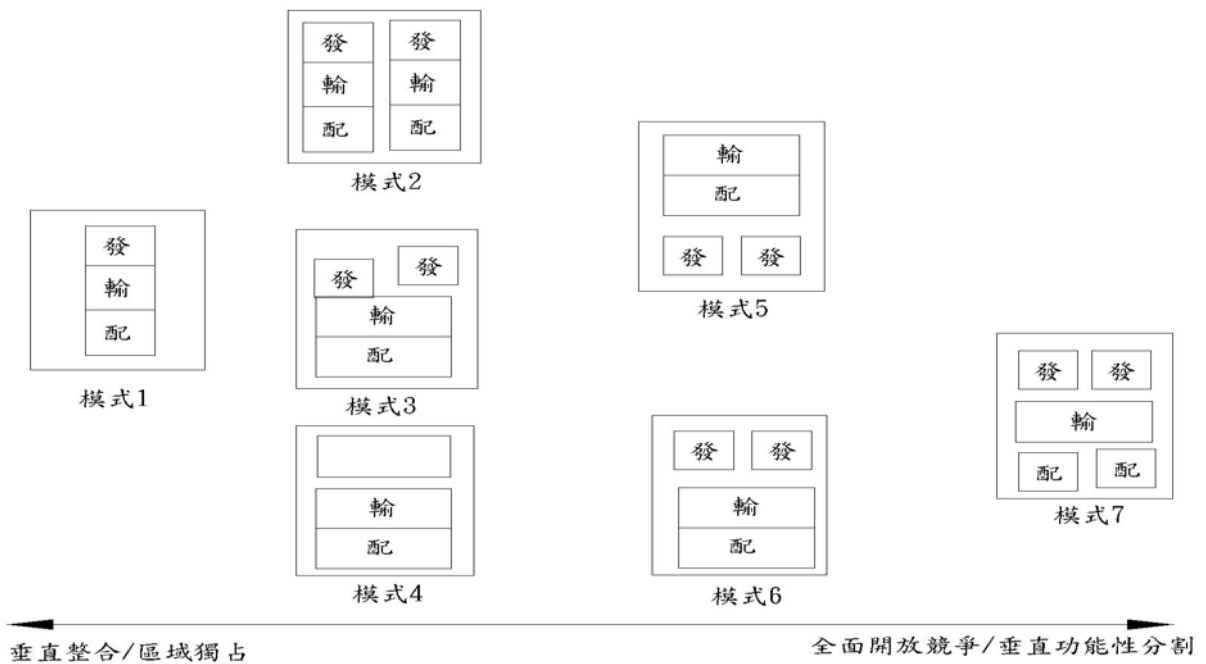 發
輸
配
模式1
發 發
輸 輸
配 配
模式2
發 發
輸
配
模式3
輸
配
模式4
輸
配
發 發
模式5
發 發
輸
配
模式6
發 發
輸
配 配
模式7
垂直整合/區域獨占
全面開放競爭/垂直功能性分割